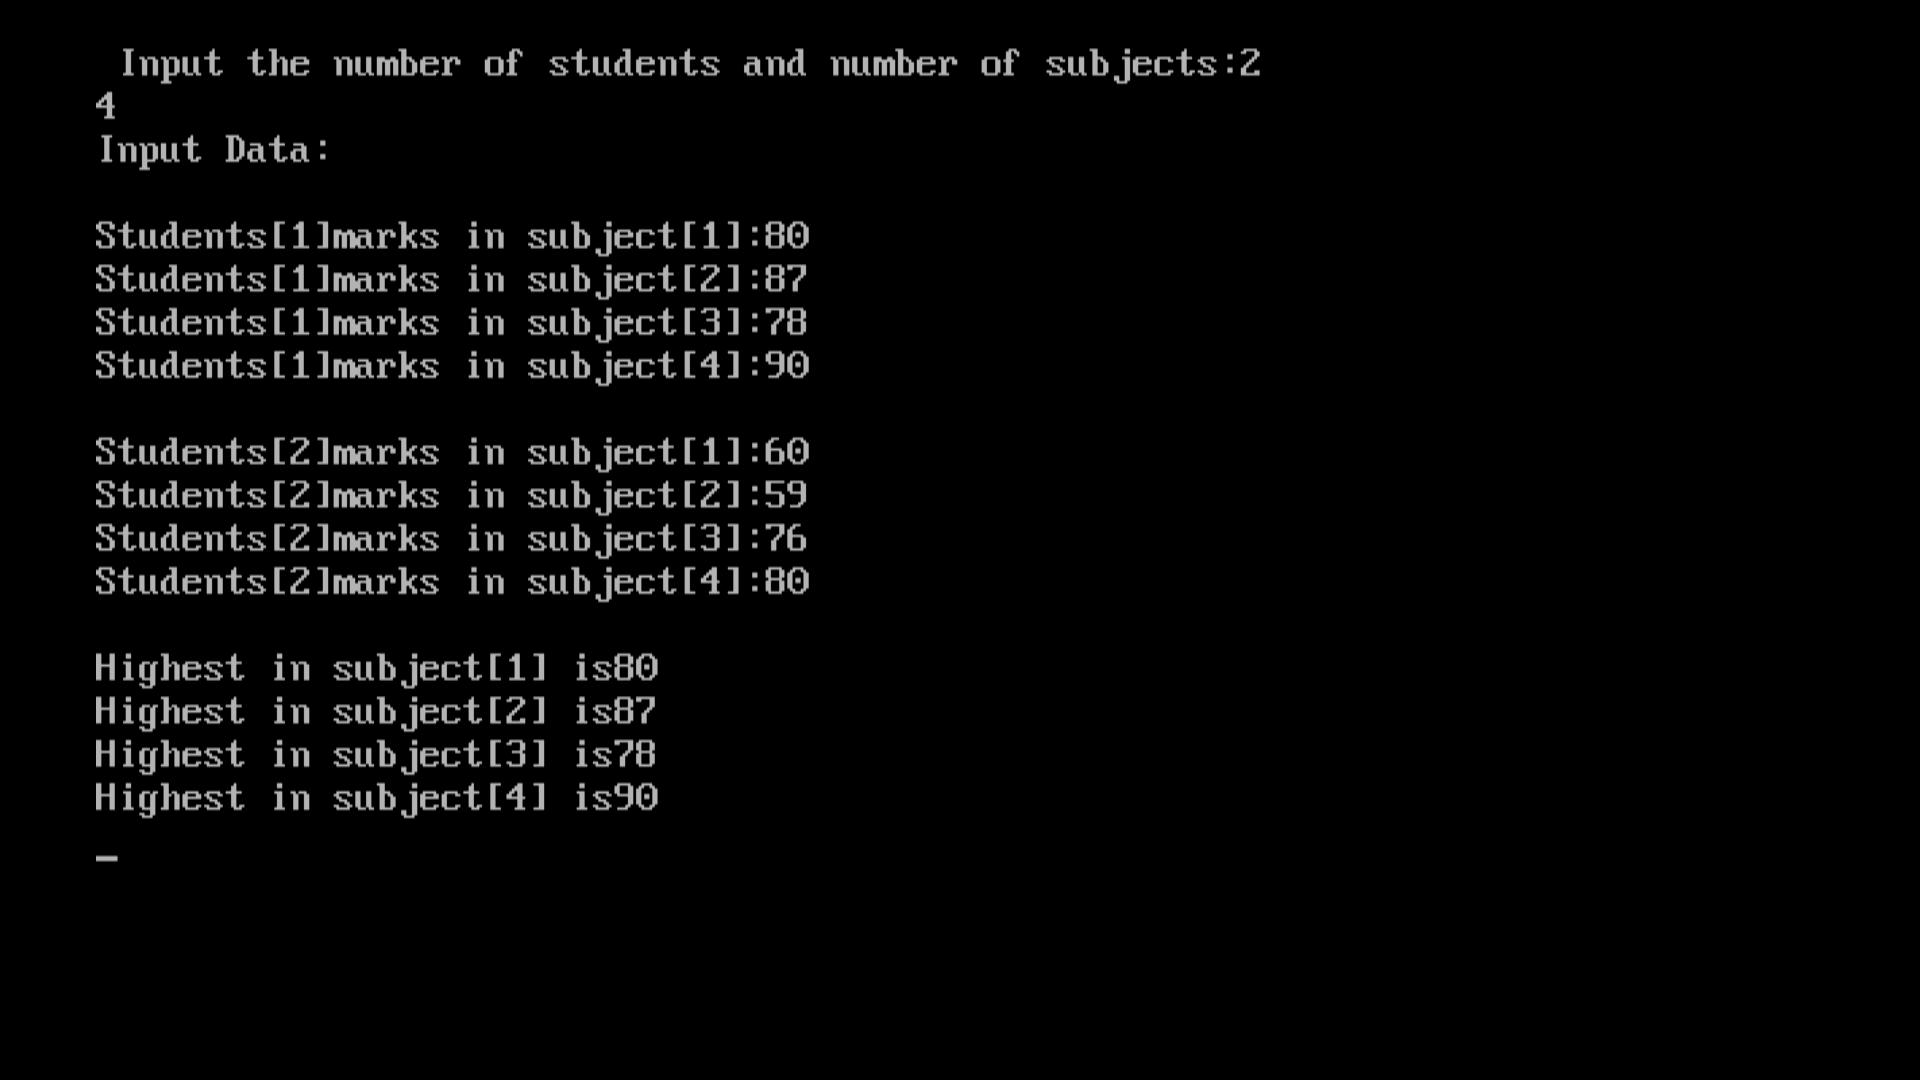 Input the number of students and number of subjects:2
4
Input Data:
Students[1]marks in subject[1]:80
Students[1]marks in subject[2]:87
Students[1]marks in subject[3]:78
Students[1]marks in subject[4]:90
Students[2]marks in subject[1]:60
Students[2]marks in subject[2]:59
Students[2]marks in subject[3]:76
Students[2]marks in subject[4]:80
Highest in subject[1] is80
Highest in subject[2] is87
Highest in subject[3] is78
Highest in subject[4] is90
_